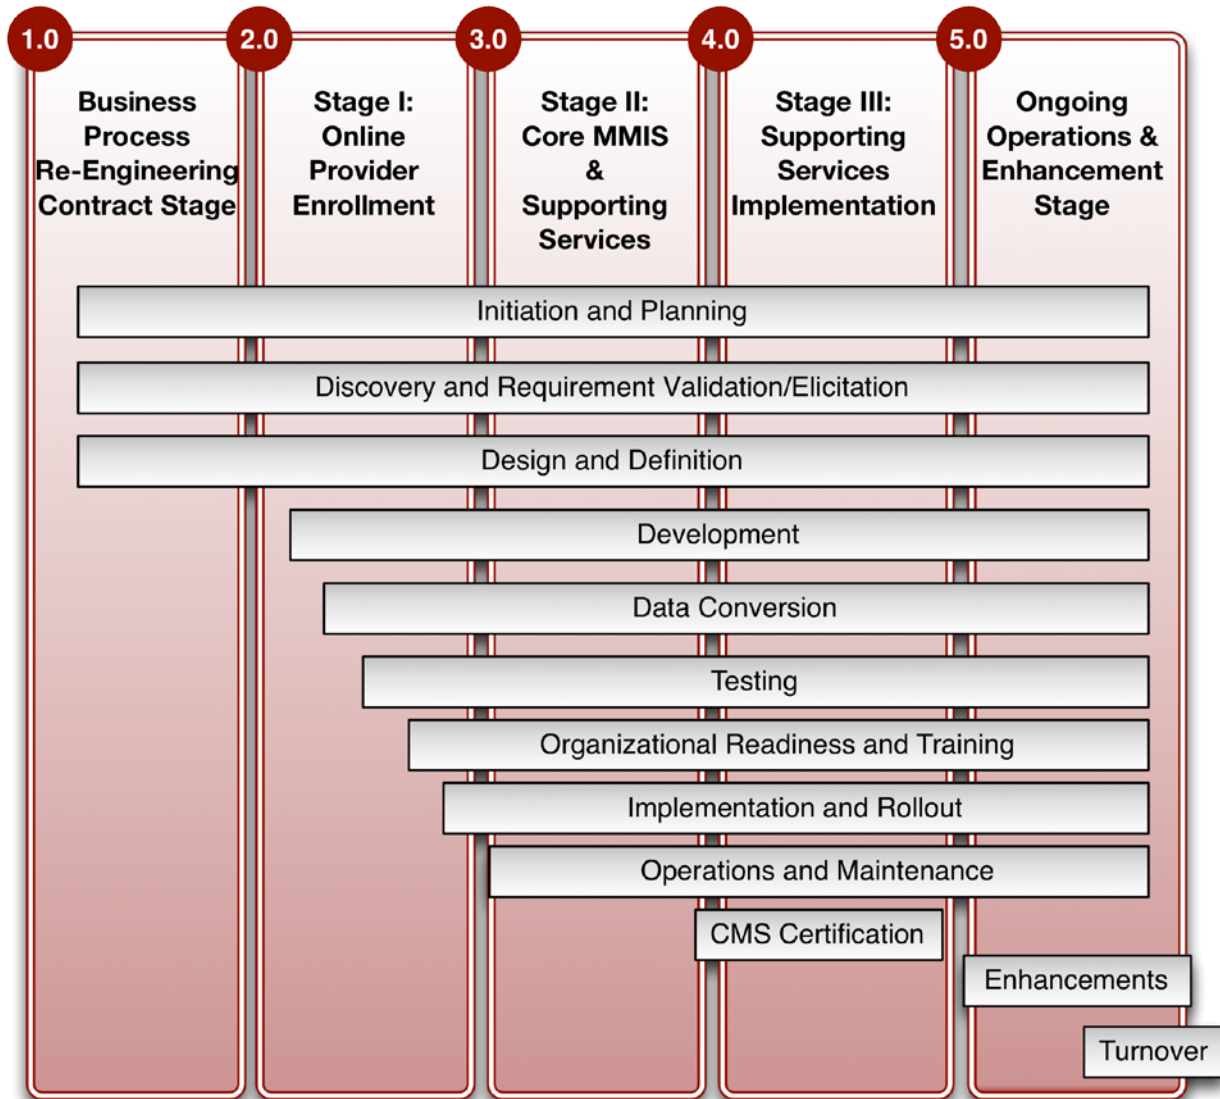 1.0
2.0
3.0
4.0
5.0
Business
Process
Re-Engineering
Contract Stage
Stage I:
Online
Provider
Enrollment
Stage II:
Core MMIS
&
Supporting
Services
Stage III:
Supporting
Services
Implementation
Ongoing
Operations &
Enhancement
Stage
Initiation and Planning
Discovery and Requirement Validation/Elicitation
Design and Definition
Development
Data Conversion
Testing
Organizational Readiness and Training
Implementation and Rollout
Operations and Maintenance
CMS Certification
Enhancements
Turnover